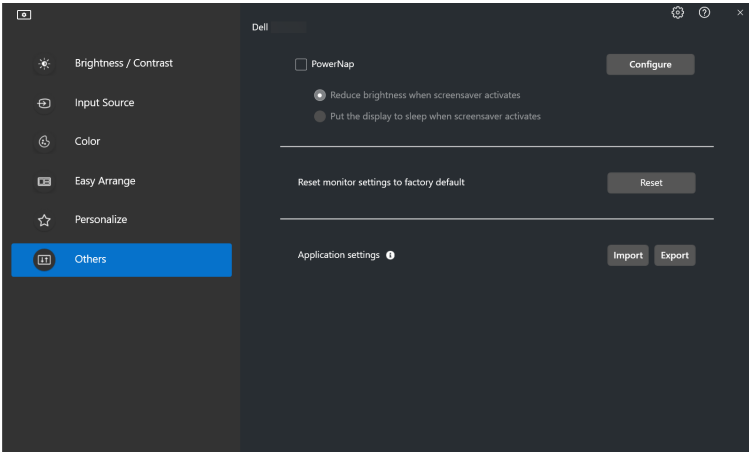 Dell
Brightness / Contrast
Input Source
Color
Easy Arrange
Personalize
Others
PowerNap
Configure
Reduce brightness when screensaver activates
Put the display to sleep when screensaver activates
Reset monitor settings to factory default
Reset
Application settings
Import
Export